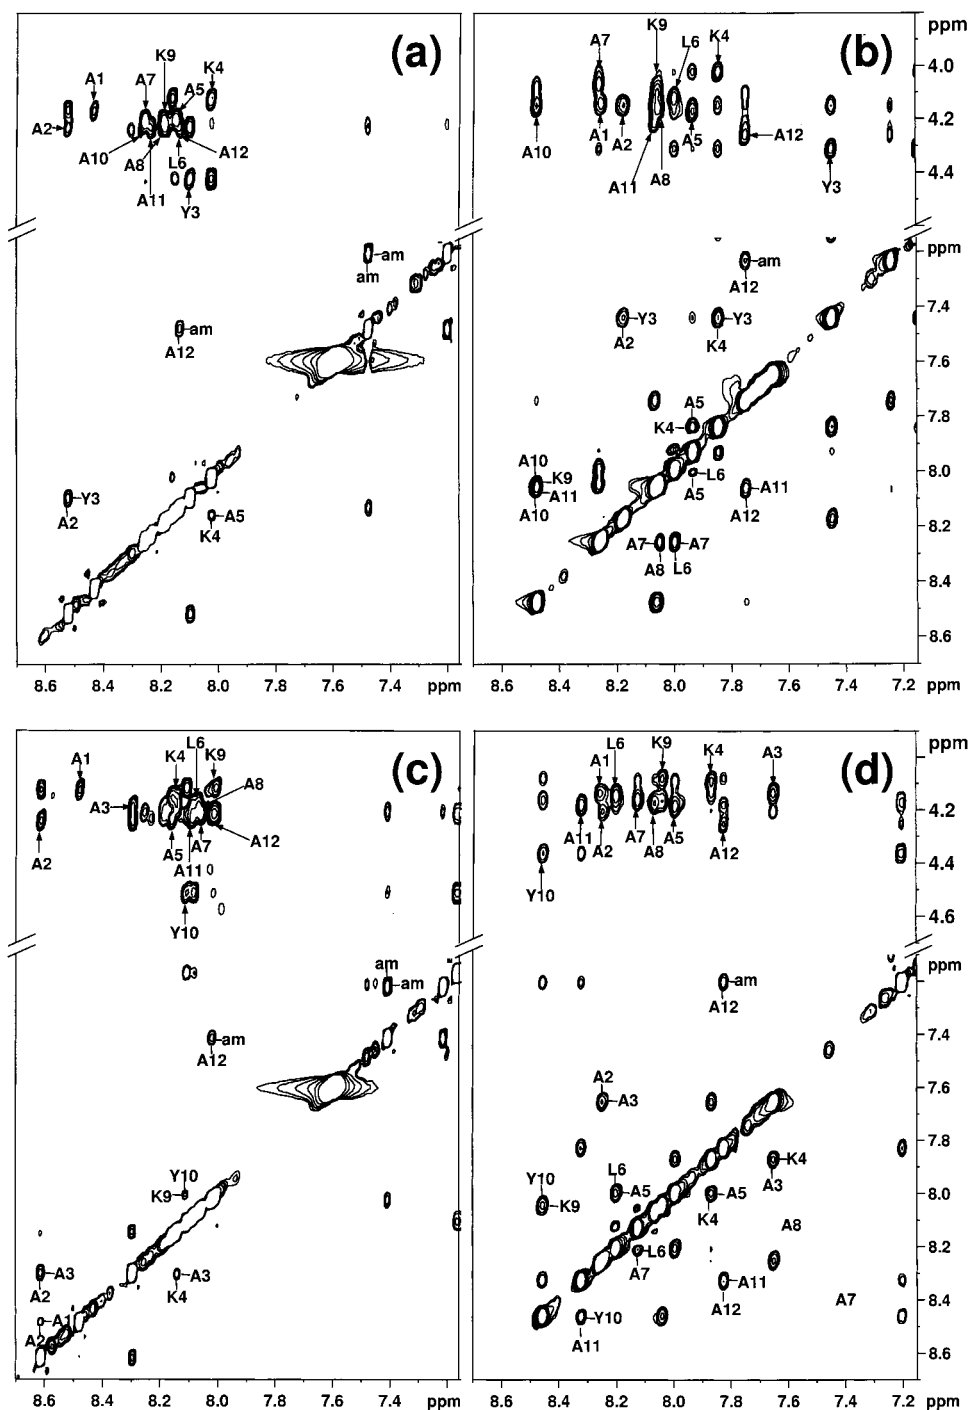 (a)
K9
A7
A5
K4
A1
A2
A10
A8
L6
A12
A11
Y3
am
am
am
A12
Y3
A2
A5
K4
8.6 8.4 8.2 8.0 7.8 7.6 7.4 ppm
(b)
ppm
K9
A7
L6
K4
4.0
4.2
4.4
A10
A1
A2
A5
A12
A11
A8
Y3
ppm
am
A12
7.4
Y3
Y3
A2
K4
7.6
A5
K4
7.8
A10
K9
A11
A10
L6
A5
A11
A12
8.0
A7
A7
A8
L6
8.2
8.4
8.6
8.6 8.4 8.2 8.0 7.8 7.6 7.4 7.2 ppm
(c)
L6
A1
K4
K9
A8
A3
A2
A5
A7
A12
A11
Y10
am
am
am
A12
Y10
K9
A3
A3
A2
K4
A1
A2
8.6 8.4 8.2 8.0 7.8 7.6 7.4 ppm
(d)
ppm
K9
L6
A1
K4
A3
4.2
4.4
4.6
A11
A2
A7
A8
A5
A12
Y10
ppm
am
A12
7.4
A2
A3
7.6
7.8
K4
A3
Y10
L6
K9
A5
A5
K4
8.0
A8
L6
A7
8.2
A11
A12
A7
Y10
A11
8.4
8.6
8.6 8.4 8.2 8.0 7.8 7.6 7.4 7.2 ppm